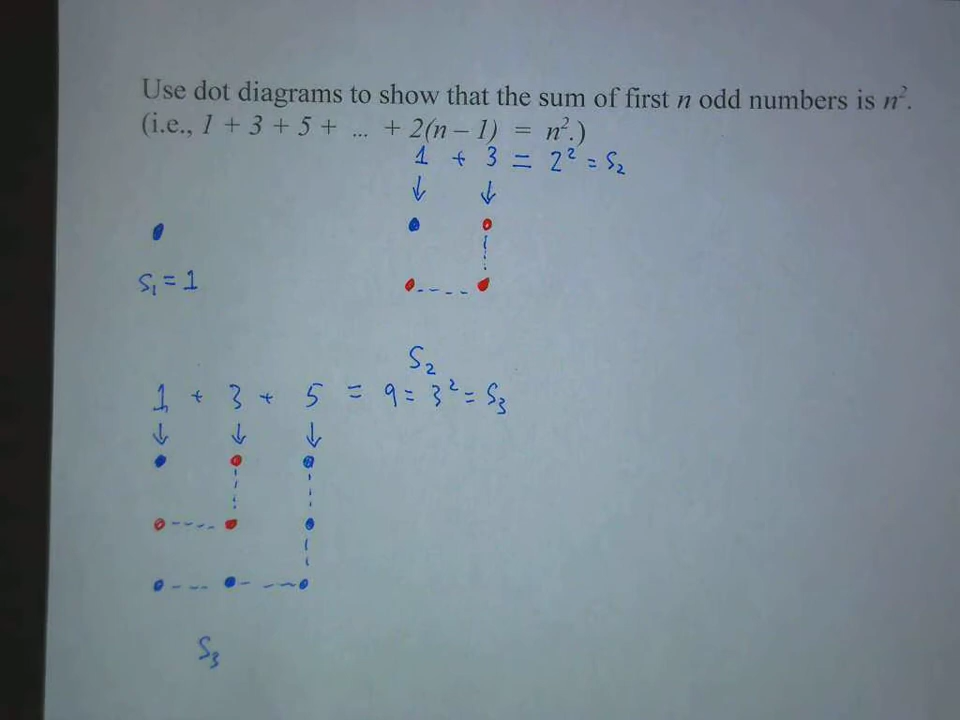 Use dot diagrams to show that the sum of first n odd numbers is n².
(i.e., 1 + 3 + 5 + ... + 2(n – 1) = n².)
1 + 3 = 2² = S₂
S₁ = 1
S₂
1 + 3 + 5 = 9 = 3² = S₃
S₃